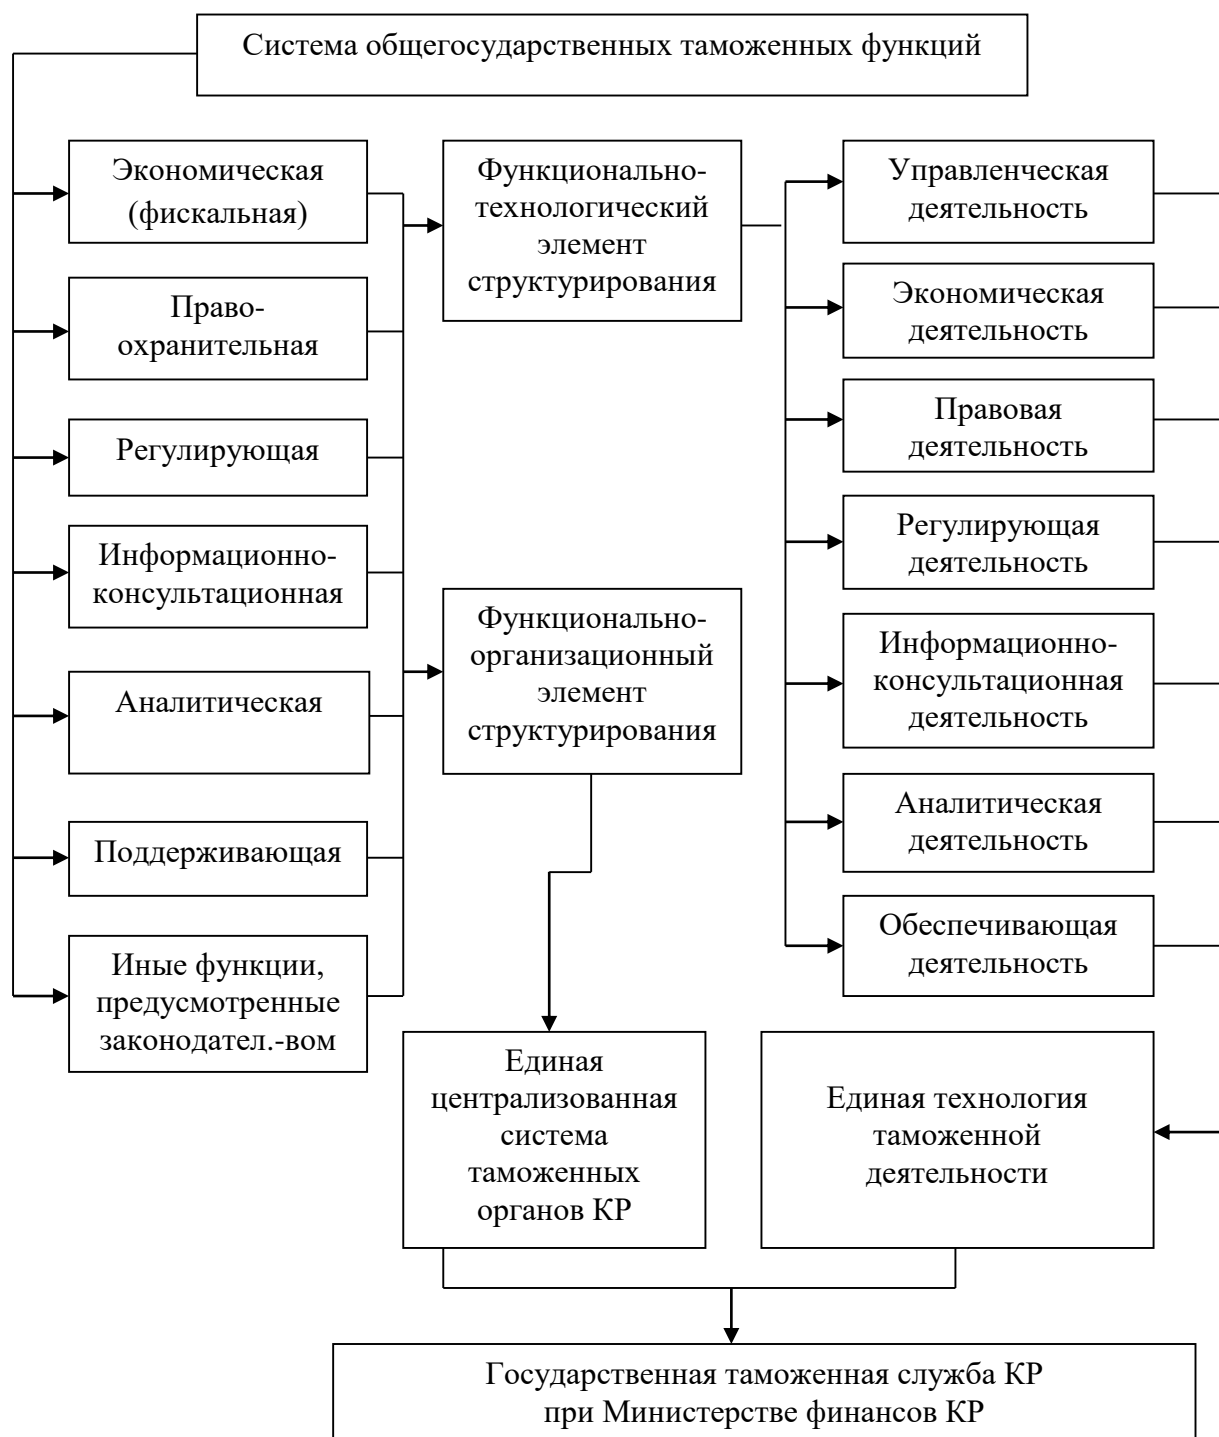 Система общегосударственных таможенных функций
Экономическая
(фискальная)
Право-
охранительная
Регулирующая
Информационно-
консультационная
Аналитическая
Поддерживающая
Иные функции,
предусмотренные
законодател.-вом
Функционально-
технологический
элемент
структурирования
Функционально-
организационный
элемент
структурирования
Управленческая
деятельность
Экономическая
деятельность
Правовая
деятельность
Регулирующая
деятельность
Информационно-
консультационная
деятельность
Аналитическая
деятельность
Обеспечивающая
деятельность
Единая
централизованная
система
таможенных
органов КР
Единая технология
таможенной
деятельности
Государственная таможенная служба КР
при Министерстве финансов КР